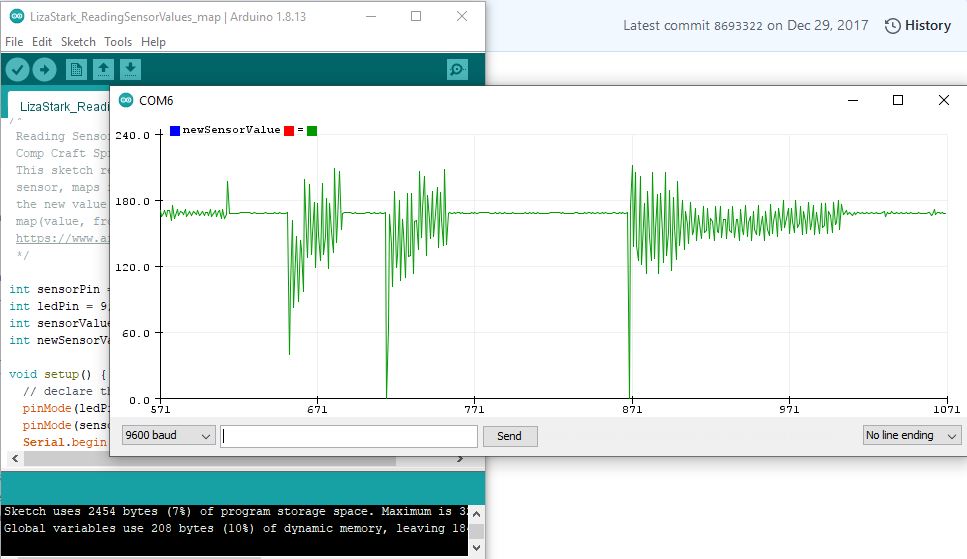 LizaStark_ReadingSensorValues_map | Arduino 1.8.13
Latest commit 8693322 on Dec 29, 2017 History
File Edit Sketch Tools Help
COM6
LizaStark_Readi
/*
Reading Senso
Comp Craft Sp
This sketch re
sensor, maps
the new value
map(value, fro
https://www.a
*/
int sensorPin =
int ledPin = 9;
int sensorValue
int newSensorVa
void setup() {
// declare th
pinMode(ledPi
pinMode(sens
Serial.begin
newSensorValue =
240.0
180.0
120.0
60.0
0.0
571 671 771 871 971 1071
9600 baud Send No line ending
Sketch uses 2454 bytes (7%) of program storage space. Maximum is 32
Global variables use 208 bytes (10%) of dynamic memory, leaving 184